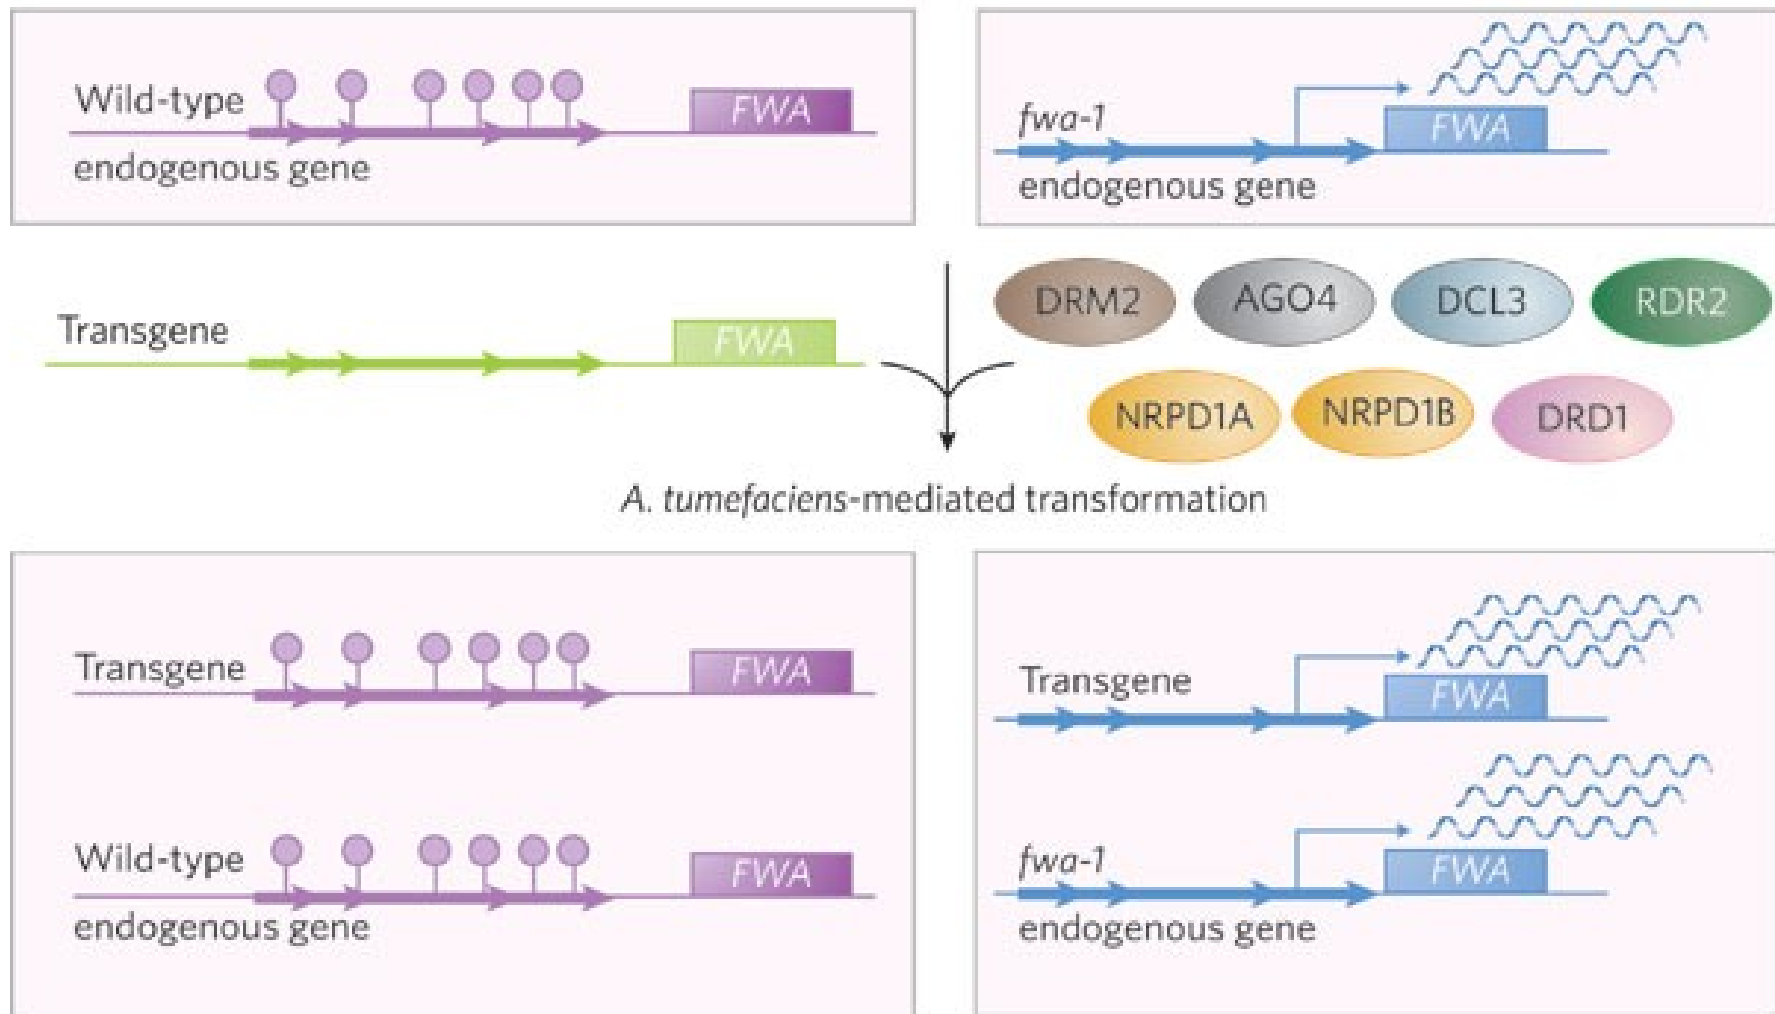 Wild-type
FWA
endogenous gene
fwa-1
FWA
endogenous gene
Transgene
FWA
DRM2
AGO4
DCL3
RDR2
NRPD1A
NRPD1B
DRD1
A. tumefaciens-mediated transformation
Transgene
FWA
Wild-type
FWA
endogenous gene
Transgene
FWA
fwa-1
FWA
endogenous gene